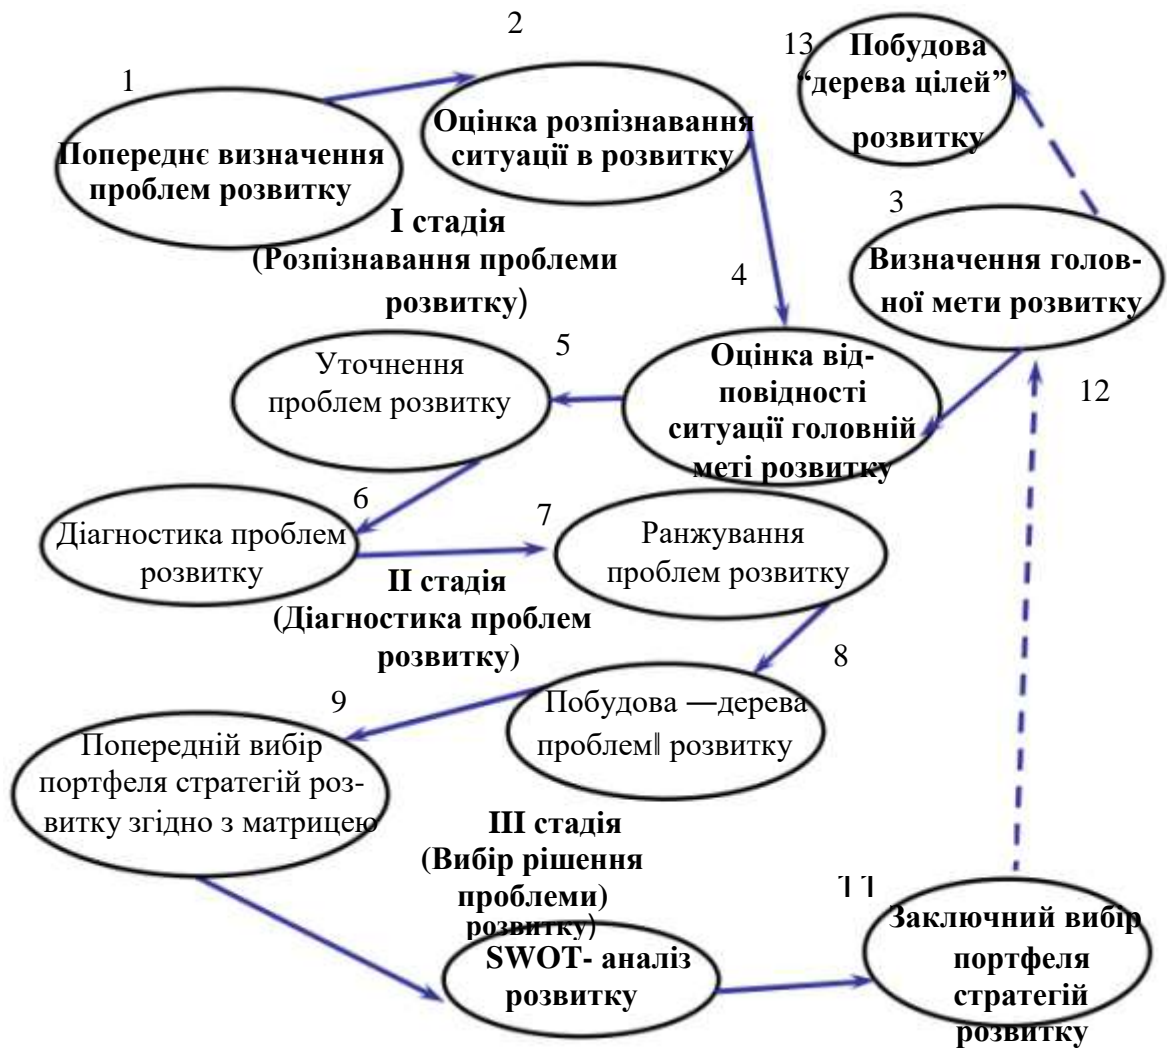 1
Попереднє визначення
проблем розвитку
2
Оцінка розпізнавання
ситуації в розвитку
13
Побудова
“дерева цілей”
розвитку
І стадія
(Розпізнавання проблеми
розвитку)
3
Визначення голов-
ної мети розвитку
4
Оцінка від-
повідності
ситуації головній
меті розвитку
5
Уточнення
проблем розвитку
12
6
Діагностика проблем
розвитку
7
Ранжування
проблем розвитку
ІІ стадія
(Діагностика проблем
розвитку)
8
Побудова ―дерева
проблем‖ розвитку
9
Попередній вибір
портфеля стратегій роз-
витку згідно з матрицею
ІІІ стадія
(Вибір рішення
проблеми)
розвитку)
SWOT- аналіз
розвитку
11
Заключний вибір
портфеля
стратегій
розвитку